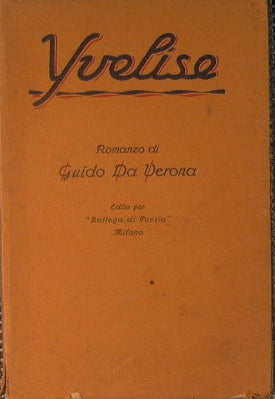 Yvelise
Romanzo di
Guido Da Verona
Edito per
"Bottega di Poesia"
Milano